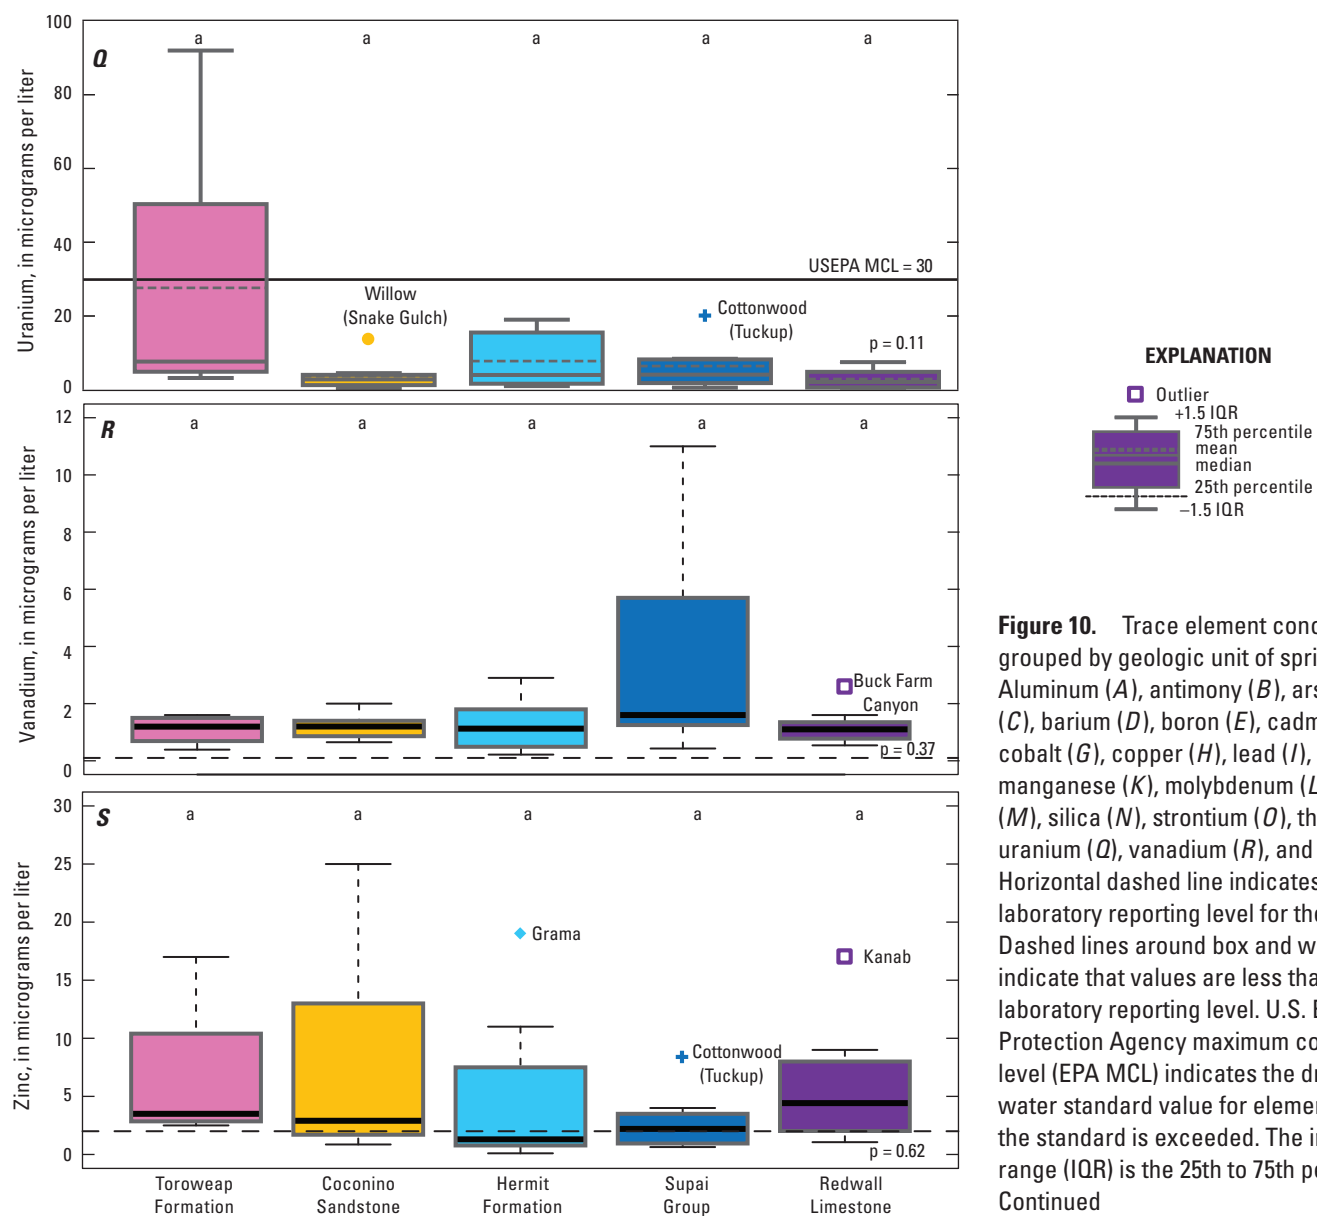 Q
a a a a a
Uranium, in micrograms per liter
100
80
60
40
20
0
USEPA MCL = 30
Willow
(Snake Gulch)
Cottonwood
(Tuckup)
p = 0.11
R
a a a a a
Vanadium, in micrograms per liter
12
10
8
6
4
2
0
Buck Farm
Canyon
p = 0.37
S
a a a a a
Zinc, in micrograms per liter
30
25
20
15
10
5
0
Grama
Cottonwood
(Tuckup)
Kanab
p = 0.62
Toroweap
Formation
Coconino
Sandstone
Hermit
Formation
Supai
Group
Redwall
Limestone
EXPLANATION
Outlier
+1.5 IQR
75th percentile
mean
median
25th percentile
–1.5 IQR
Figure 10. Trace element conc
grouped by geologic unit of spri
Aluminum (A), antimony (B), ars
(C), barium (D), boron (E), cadm
cobalt (G), copper (H), lead (I),
manganese (K), molybdenum (L
(M), silica (N), strontium (O), th
uranium (Q), vanadium (R), and
Horizontal dashed line indicates
laboratory reporting level for the
Dashed lines around box and w
indicate that values are less tha
laboratory reporting level. U.S. E
Protection Agency maximum co
level (EPA MCL) indicates the dr
water standard value for elemen
the standard is exceeded. The in
range (IQR) is the 25th to 75th pe
Continued